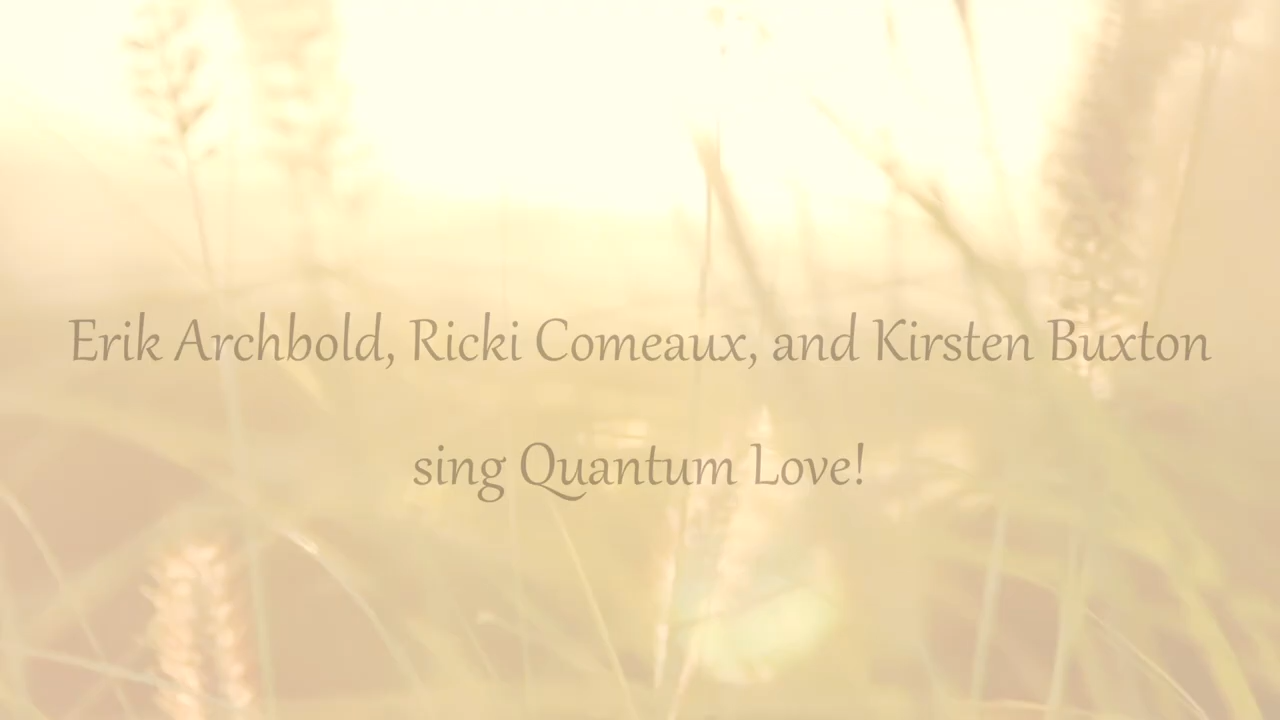 Erik Archbold, Ricki Comeaux, and Kirsten Buxton
sing Quantum Love!